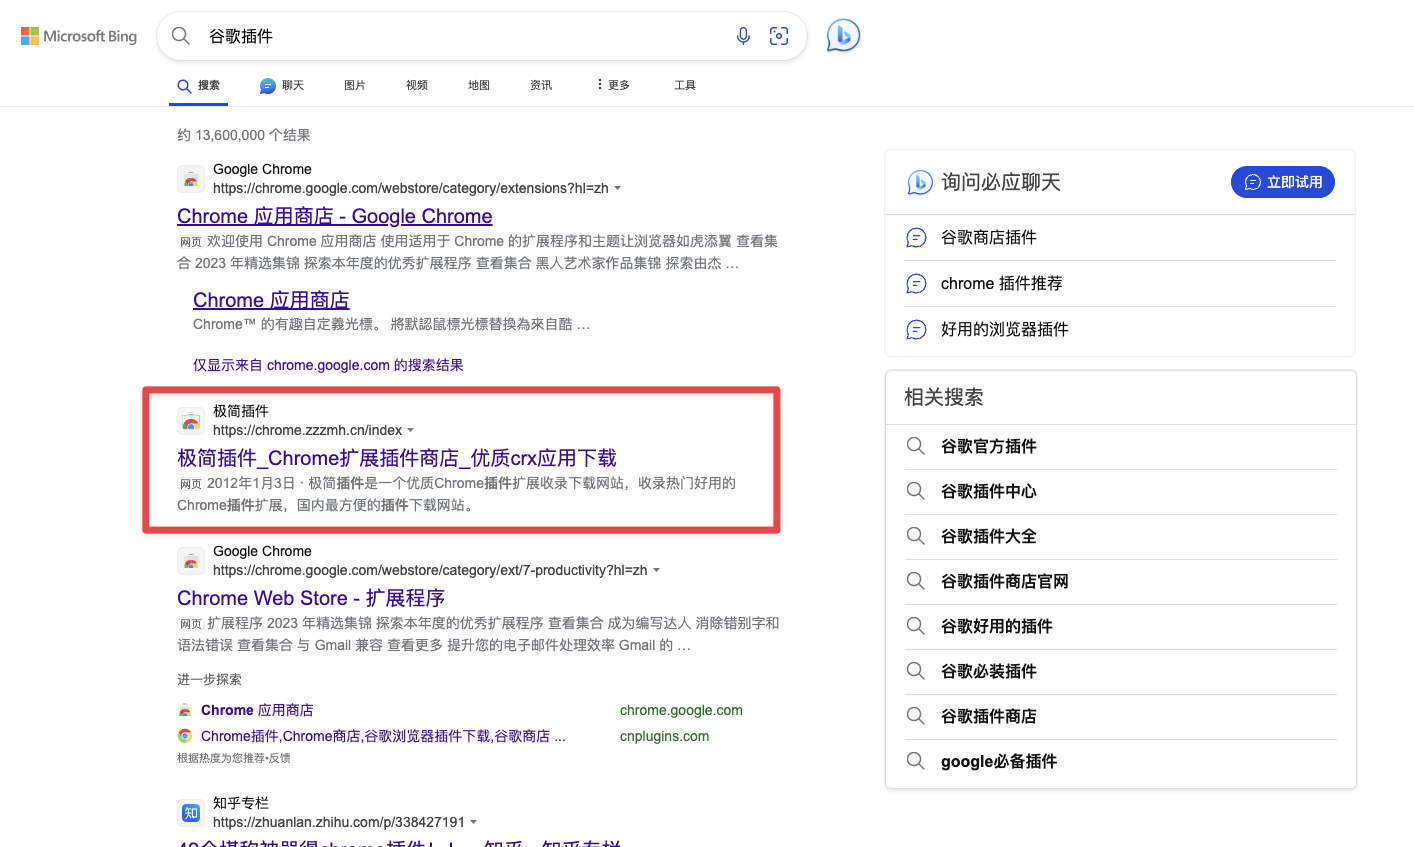 Microsoft Bing
谷歌插件
搜索 聊天 图片 视频 地图 资讯 更多 工具
约 13,600,000 个结果
Google Chrome
https://chrome.google.com/webstore/category/extensions?hl=zh
Chrome 应用商店 - Google Chrome
网页 欢迎使用 Chrome 应用商店 使用适用于 Chrome 的扩展程序和主题让浏览器如虎添翼 查看集
合 2023 年精选集锦 探索本年度的优秀扩展程序 查看集合 黑人艺术家作品集锦 探索由杰 ...
Chrome 应用商店
Chrome™ 的有趣自定義光標。 將默認鼠標光標替換為來自酷 ...
仅显示来自 chrome.google.com 的搜索结果
极简插件
https://chrome.zzzmh.cn/index
极简插件_Chrome扩展插件商店_优质crx应用下载
网页 2012年1月3日 · 极简插件是一个优质Chrome插件扩展收录下载网站，收录热门好用的
Chrome插件扩展，国内最方便的插件下载网站。
Google Chrome
https://chrome.google.com/webstore/category/ext/7-productivity?hl=zh
Chrome Web Store - 扩展程序
网页 扩展程序 2023 年精选集锦 探索本年度的优秀扩展程序 查看集合 成为编写达人 消除错别字和
语法错误 查看集合 与 Gmail 兼容 查看更多 提升您的电子邮件处理效率 Gmail 的 ...
进一步探索
Chrome 应用商店 chrome.google.com
Chrome插件,Chrome商店,谷歌浏览器插件下载,谷歌商店 ... cnplugins.com
根据热度为您推荐•反馈
知
知乎专栏
https://zhuanlan.zhihu.com/p/338427191
询问必应聊天 立即试用
谷歌商店插件
chrome 插件推荐
好用的浏览器插件
相关搜索
谷歌官方插件
谷歌插件中心
谷歌插件大全
谷歌插件商店官网
谷歌好用的插件
谷歌必装插件
谷歌插件商店
google必备插件